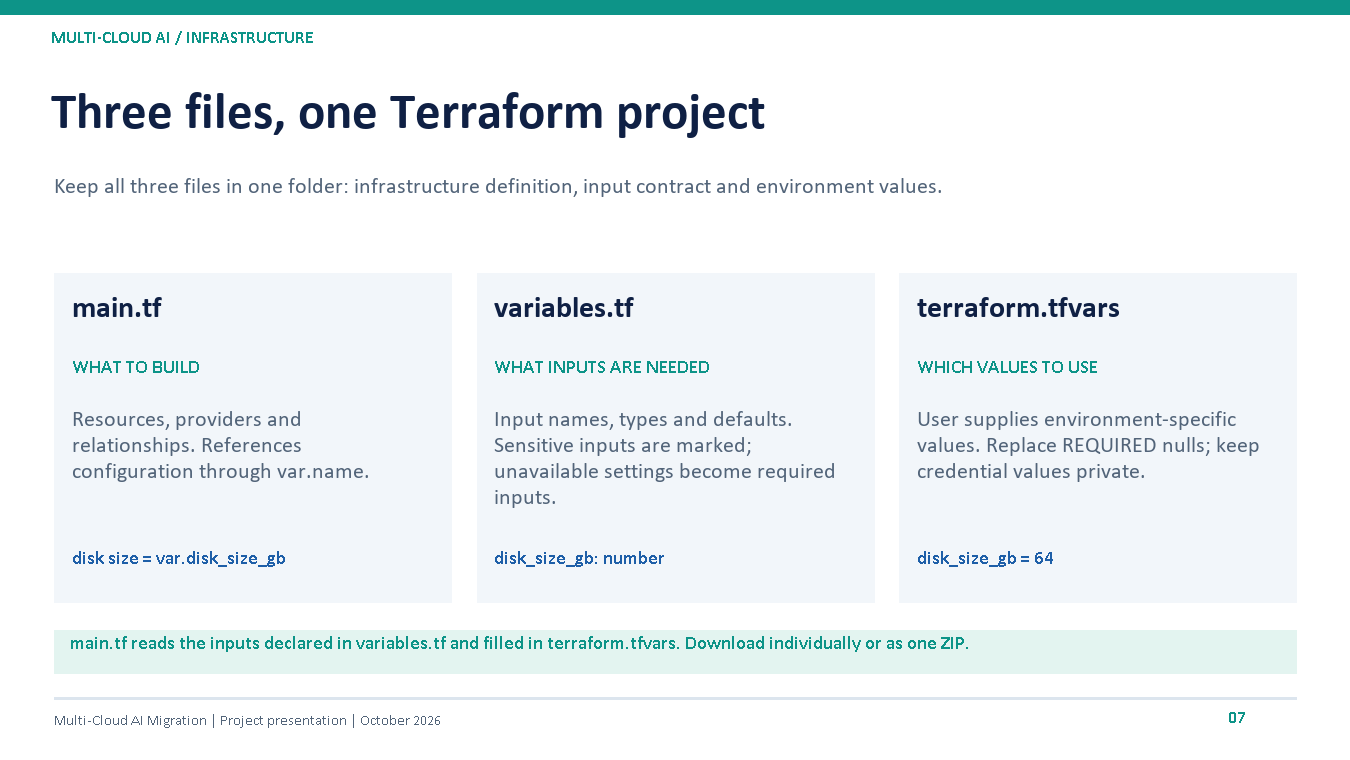 MULTI-CLOUD AI / INFRASTRUCTURE
Three files, one Terraform project
Keep all three files in one folder: infrastructure definition, input contract and environment values.
main.tf
WHAT TO BUILD
Resources, providers and
relationships. References
configuration through var.name.
disk size = var.disk_size_gb
variables.tf
WHAT INPUTS ARE NEEDED
Input names, types and defaults.
Sensitive inputs are marked;
unavailable settings become required
inputs.
disk_size_gb: number
terraform.tfvars
WHICH VALUES TO USE
User supplies environment-specific
values. Replace REQUIRED nulls; keep
credential values private.
disk_size_gb = 64
main.tf reads the inputs declared in variables.tf and filled in terraform.tfvars. Download individually or as one ZIP.
Multi-Cloud AI Migration | Project presentation | October 2026
07